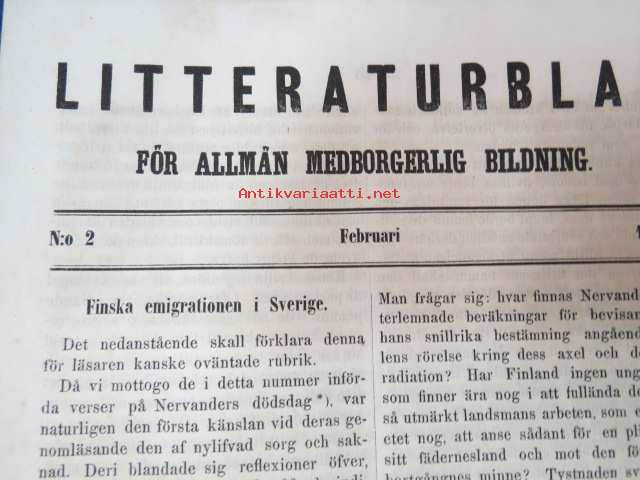 LITTERATURBLA
FÖR ALLMÄN MEDBORGERLIG BILDNING.
Antikvariaatti.net
N:o 2 Februari 1
Finska emigrationen i Sverige.
Det nedanstående skall förklara denna
för läsaren kanske oväntade rubrik.
Då vi mottogo de i detta nummer inför-
da verser på Nervanders dödsdag *), var
naturligen den första känslan vid deras ge-
nomläsande den af nylifvad sorg och sak-
nad. Deri blandade sig reflexioner öfver,
Man frågar sig: hvar finnas Nervand
terlemnade beräkningar för bevisan
hans snillrika bestämning angåend
lens rörelse kring dess axel och de
radiation? Har Finland ingen ung
som finner ära nog i att fullända de
så utmärkt landsmans arbeten, som
etet nog, att anse sådant för en pli
sitt fädernesland och mot den fö
bortgångnes minne? Tystnaden sv